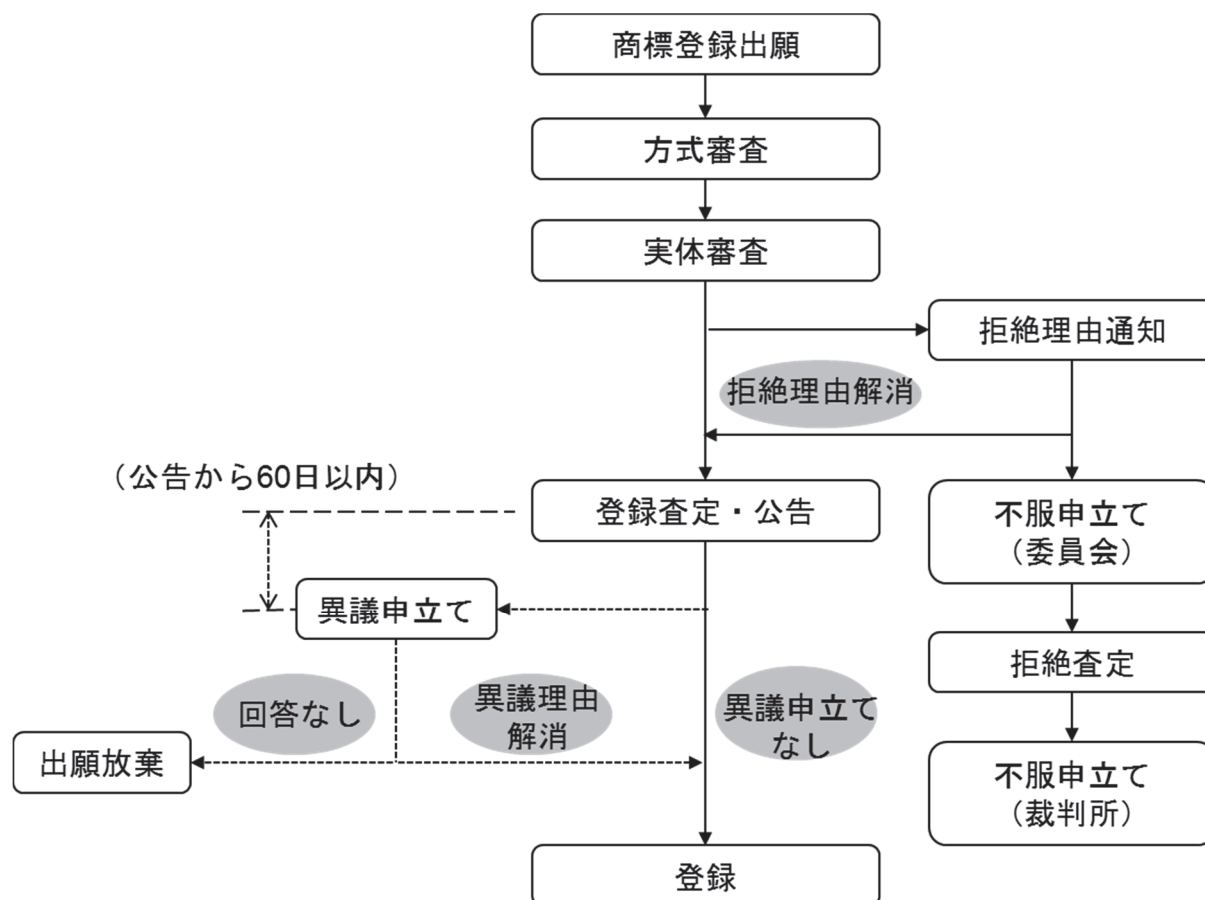 商標登録出願
方式審査
実体審査
拒絶理由通知
拒絶理由解消
（公告から60日以内）
登録査定・公告
不服申立て
（委員会）
異議申立て
拒絶査定
回答なし
異議理由
解消
異議申立て
なし
出願放棄
不服申立て
（裁判所）
登録